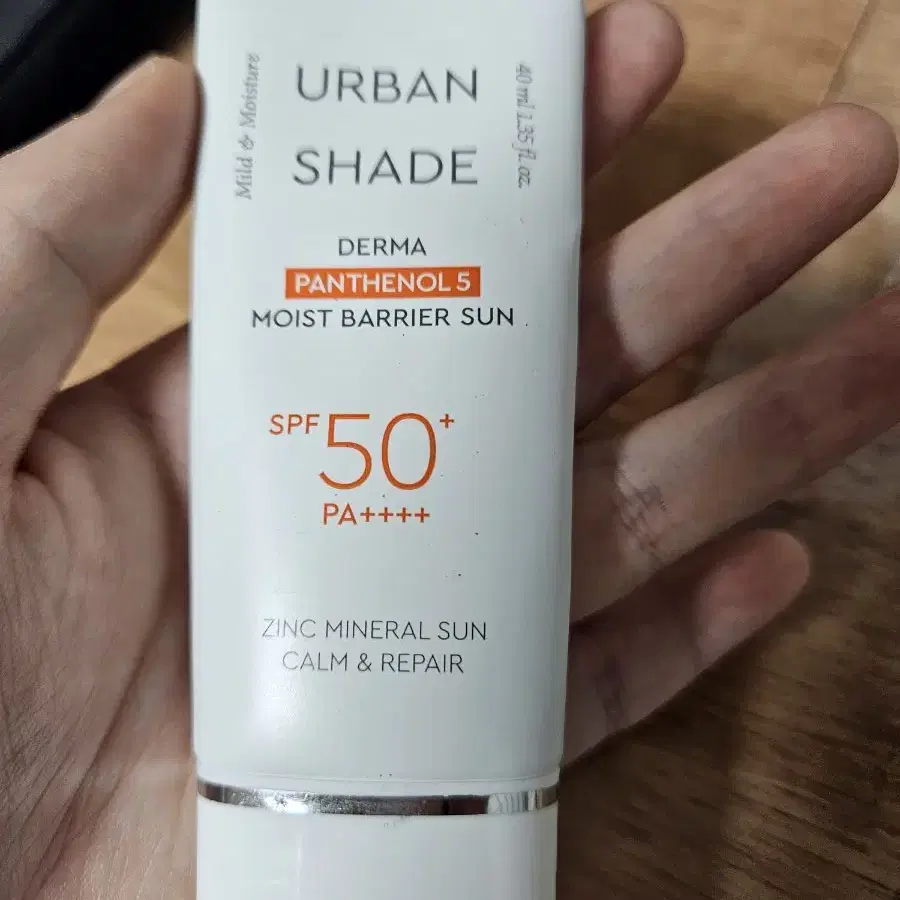 URBAN
SHADE
Mild & Moisture
40 ml 1.35 fl. oz.
DERMA
PANTHENOL 5
MOIST BARRIER SUN
SPF 50+
PA++++
ZINC MINERAL SUN
CALM & REPAIR